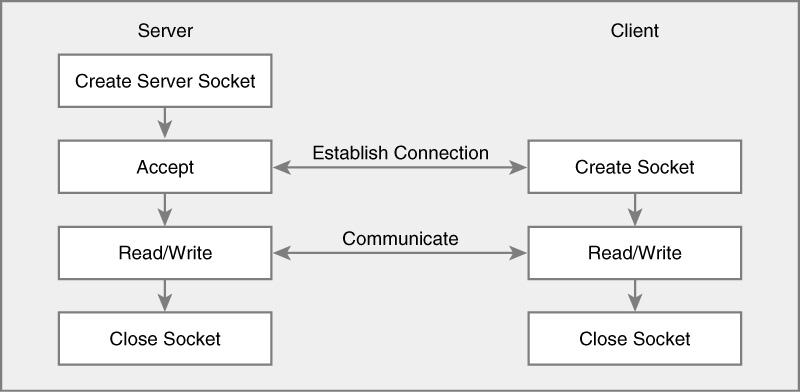 Server
Client
Create Server Socket
Accept
Establish Connection
Create Socket
Read/Write
Communicate
Read/Write
Close Socket
Close Socket